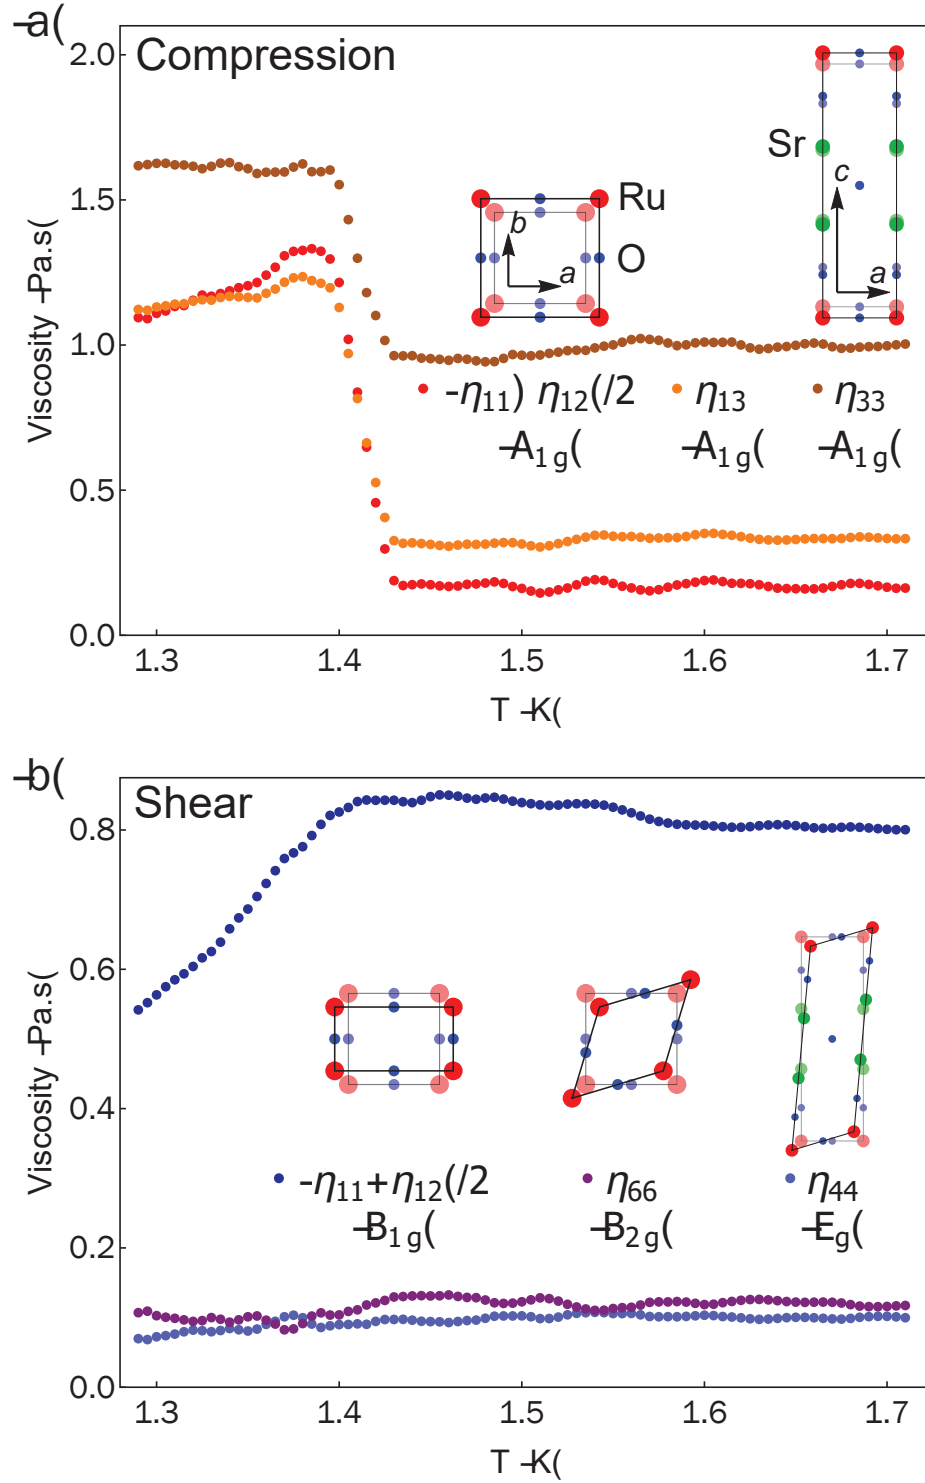 –a(
Compression
2.0
1.5
1.0
0.5
0.0
Viscosity –Pa.s(
Sr
Ru
O
b
a
c
a
-η11) η12(/2
η13
η33
–A1g(
–A1g(
–A1g(
1.3 1.4 1.5 1.6 1.7
T –K(
–b(
Shear
0.8
0.6
0.4
0.2
0.0
Viscosity –Pa.s(
-η11+η12(/2
η66
η44
–B1g(
–B2g(
–Eg(
1.3 1.4 1.5 1.6 1.7
T –K(